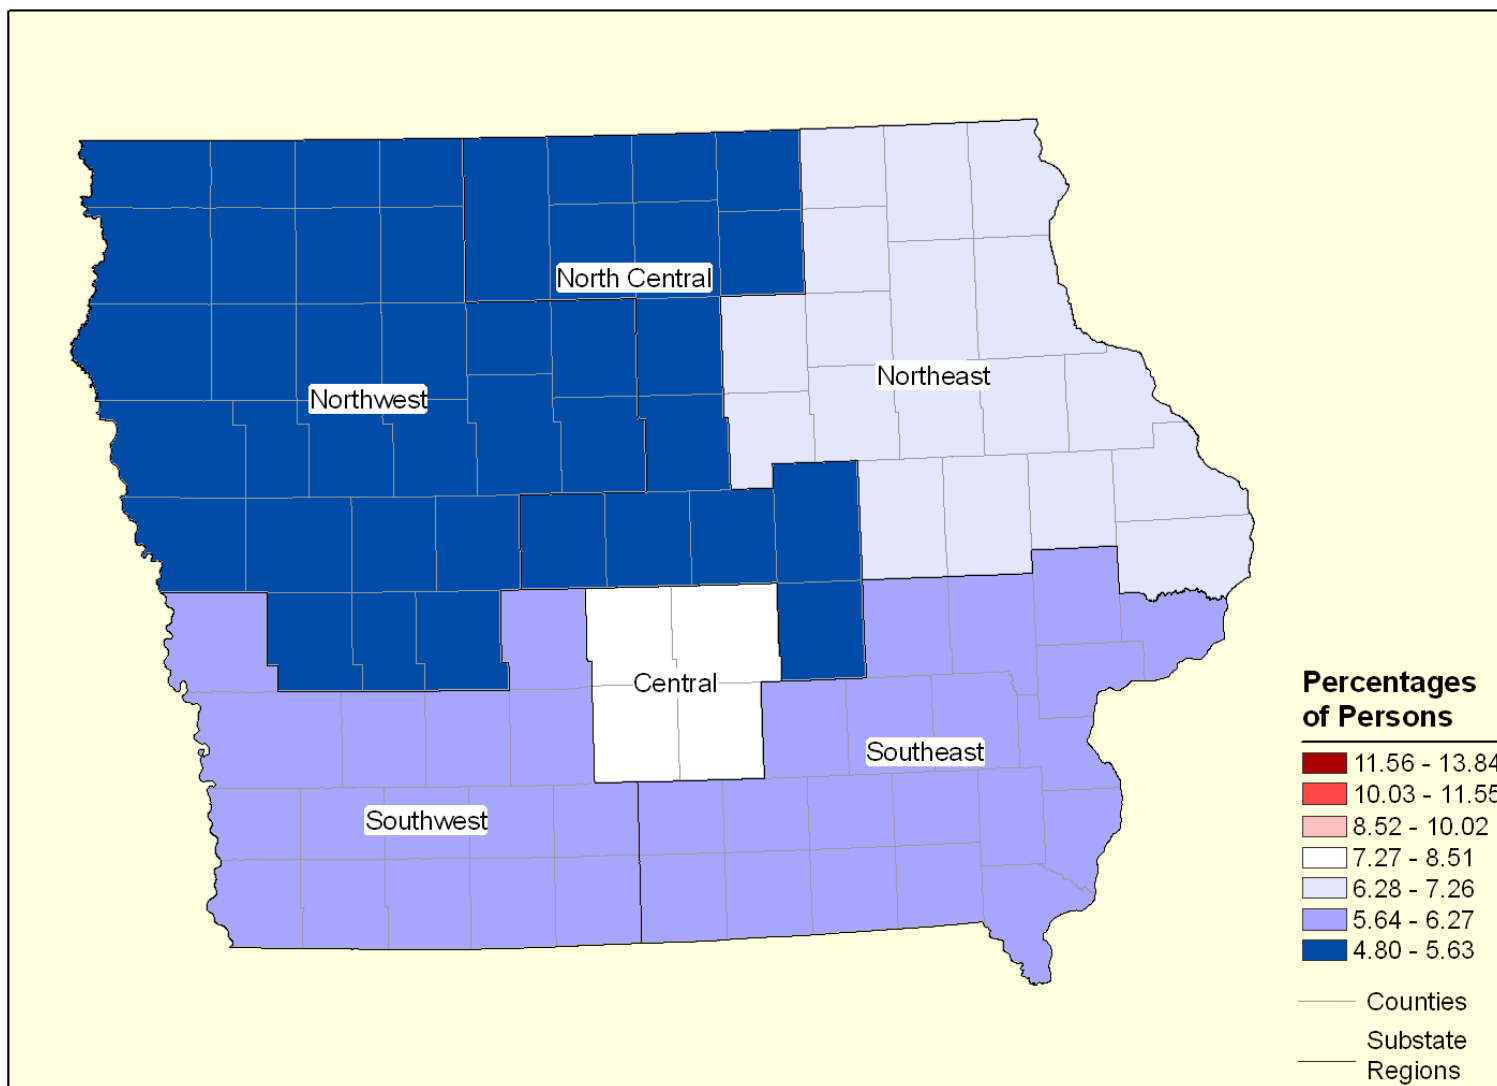 North Central
Northeast
Northwest
Central
Southeast
Southwest
Percentages
of Persons
11.56 - 13.84
10.03 - 11.55
8.52 - 10.02
7.27 - 8.51
6.28 - 7.26
5.64 - 6.27
4.80 - 5.63
Counties
Substate
Regions